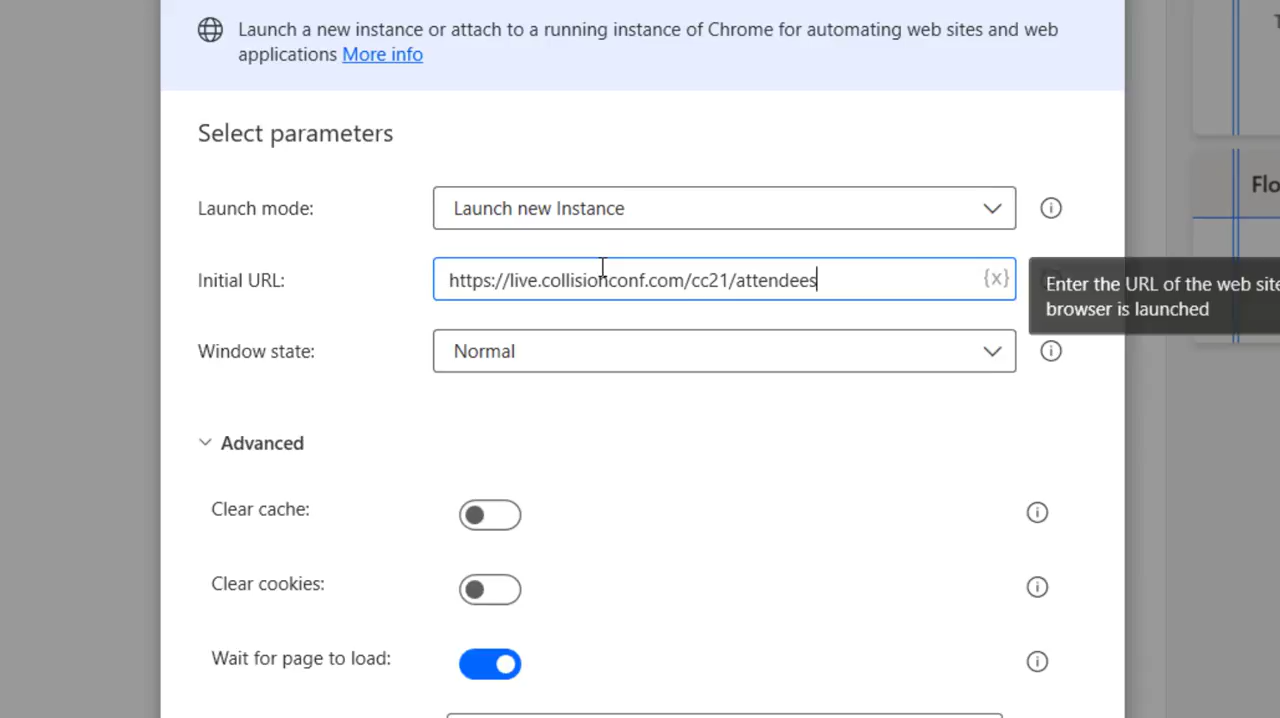 Launch a new instance or attach to a running instance of Chrome for automating web sites and web
applications More info
Select parameters
Launch mode:
Launch new Instance
Initial URL:
https://live.collisionconf.com/cc21/attendees
{x}
Enter the URL of the web site
browser is launched
Window state:
Normal
Advanced
Clear cache:
Clear cookies:
Wait for page to load:
Flo